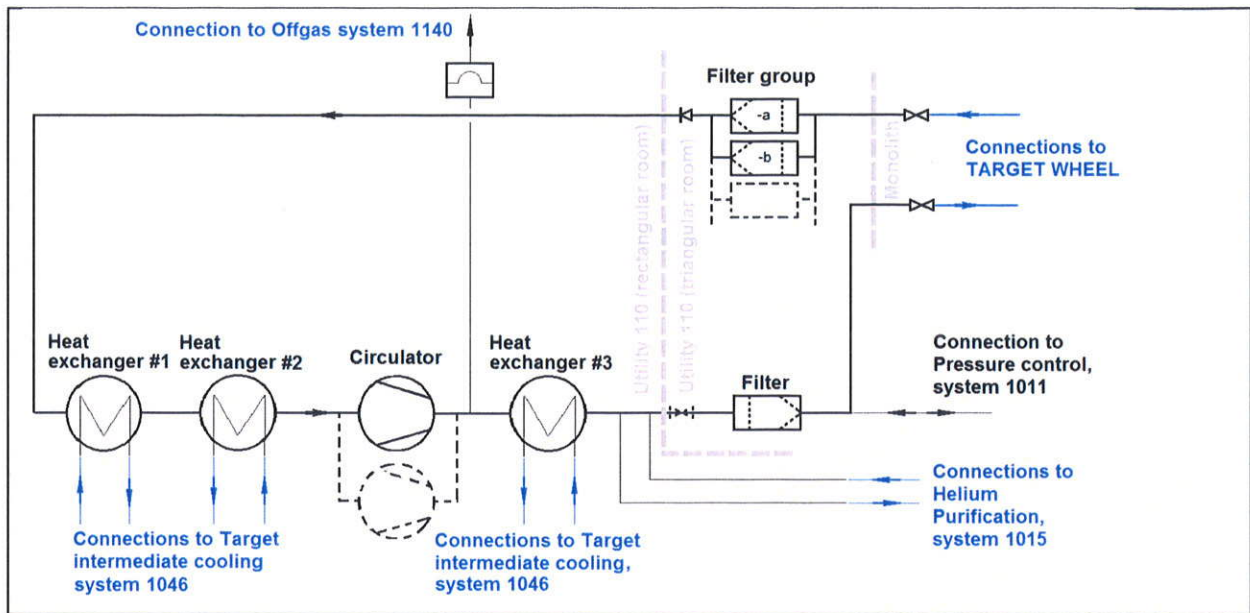 Connection to Offgas system 1140
Filter group
-a
-b
Connections to
TARGET WHEEL
Monolith
Utility 110 (rectangular room)
Utility 110 (triangular room)
Heat
exchanger #1
Heat
exchanger #2
Circulator
Heat
exchanger #3
Filter
Connection to
Pressure control,
system 1011
Connections to
Helium
Purification,
system 1015
Connections to Target
intermediate cooling
system 1046
Connections to Target
intermediate cooling,
system 1046